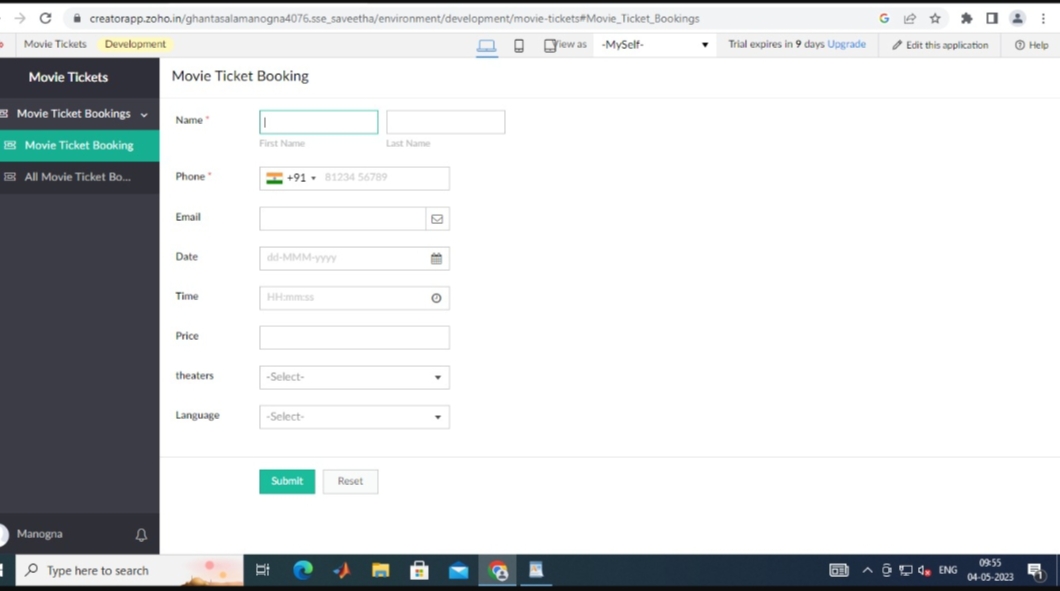 creatorapp.zoho.in/ghantasalamanogna4076.sse_saveetha/environment/development/movie-tickets#Movie_Ticket_Bookings
Movie Tickets Development View as -MySelf- Trial expires in 9 days Upgrade Edit this application Help
Movie Tickets
Movie Ticket Bookings
Movie Ticket Booking
All Movie Ticket Bo...
Manogna
Movie Ticket Booking
Name *
First Name Last Name
Phone * +91 81234 56789
Email
Date dd-MMM-yyyy
Time HH:mm:ss
Price
theaters -Select-
Language -Select-
Submit Reset
Type here to search
ENG
09:55
04-05-2023
1